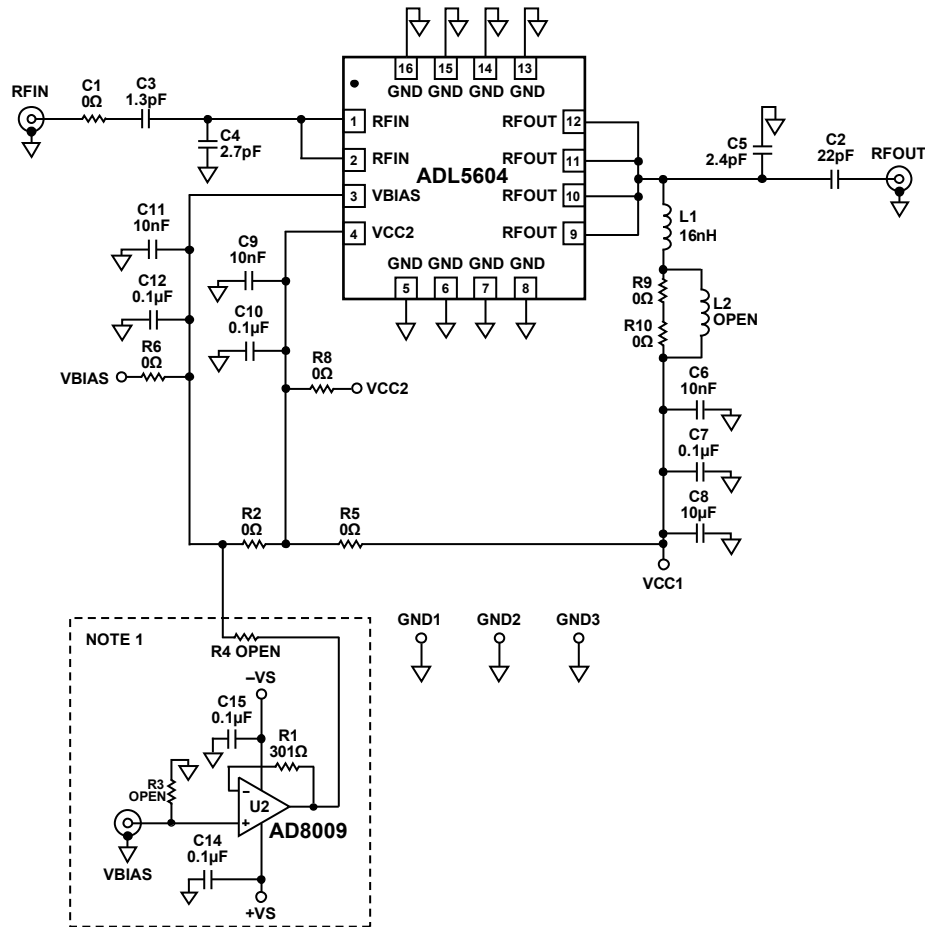 16 15 14 13
GND GND GND GND
RFIN
C1
0Ω
C3
1.3pF
C4
2.7pF
1 RFIN
2 RFIN
3 VBIAS
4 VCC2
ADL5604
RFOUT 12
RFOUT 11
RFOUT 10
RFOUT 9
GND GND GND GND
5 6 7 8
C5
2.4pF
C2
22pF
RFOUT
L1
16nH
R9
0Ω
R10
0Ω
L2
OPEN
C11
10nF
C12
0.1µF
R6
0Ω
VBIAS
C9
10nF
C10
0.1µF
R8
0Ω
VCC2
C6
10nF
C7
0.1µF
C8
10µF
R2
0Ω
R5
0Ω
VCC1
GND1 GND2 GND3
NOTE 1
R4 OPEN
–VS
C15
0.1µF
R1
301Ω
R3
OPEN
–
U2
+
AD8009
VBIAS
C14
0.1µF
+VS